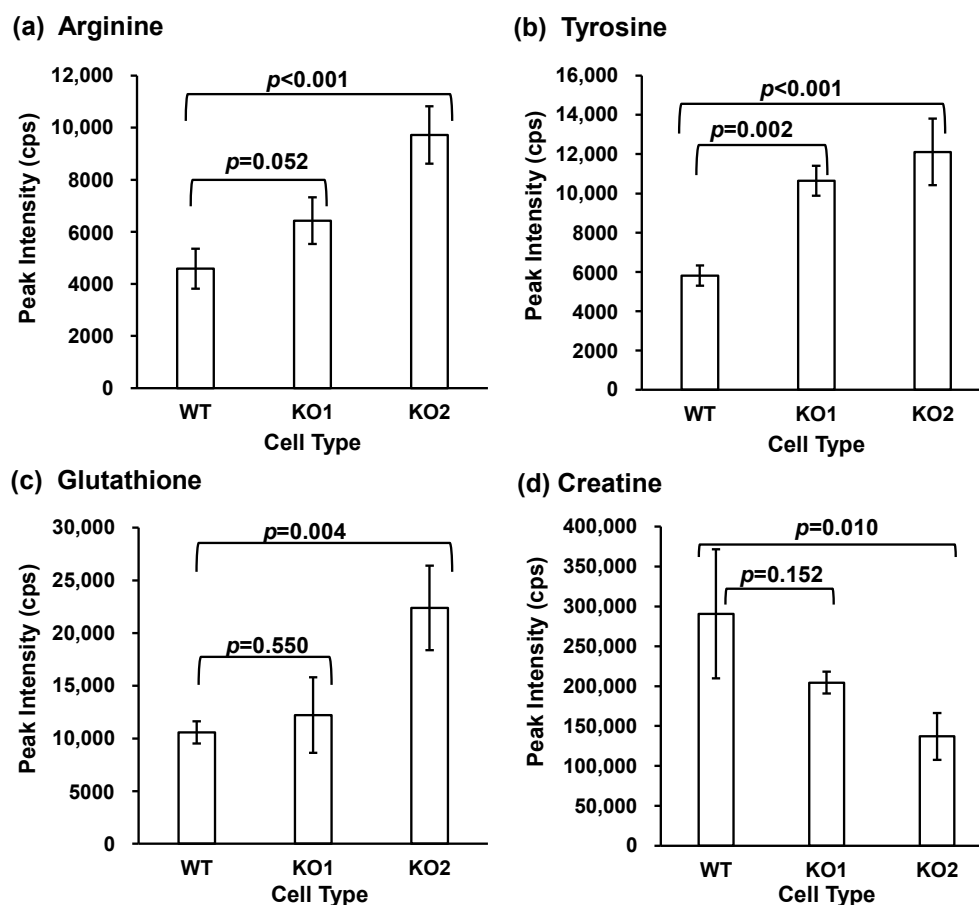 (a) Arginine
Peak Intensity (cps)
12,000
10,000
8000
6000
4000
2000
0
p<0.001
p=0.052
WT KO1 KO2
Cell Type
(b) Tyrosine
Peak Intensity (cps)
16,000
14,000
12,000
10,000
8000
6000
4000
2000
0
p<0.001
p=0.002
WT KO1 KO2
Cell Type
(c) Glutathione
Peak Intensity (cps)
30,000
25,000
20,000
15,000
10,000
5000
0
p=0.004
p=0.550
WT KO1 KO2
Cell Type
(d) Creatine
Peak Intensity (cps)
400,000
350,000
300,000
250,000
200,000
150,000
100,000
50,000
0
p=0.010
p=0.152
WT KO1 KO2
Cell Type